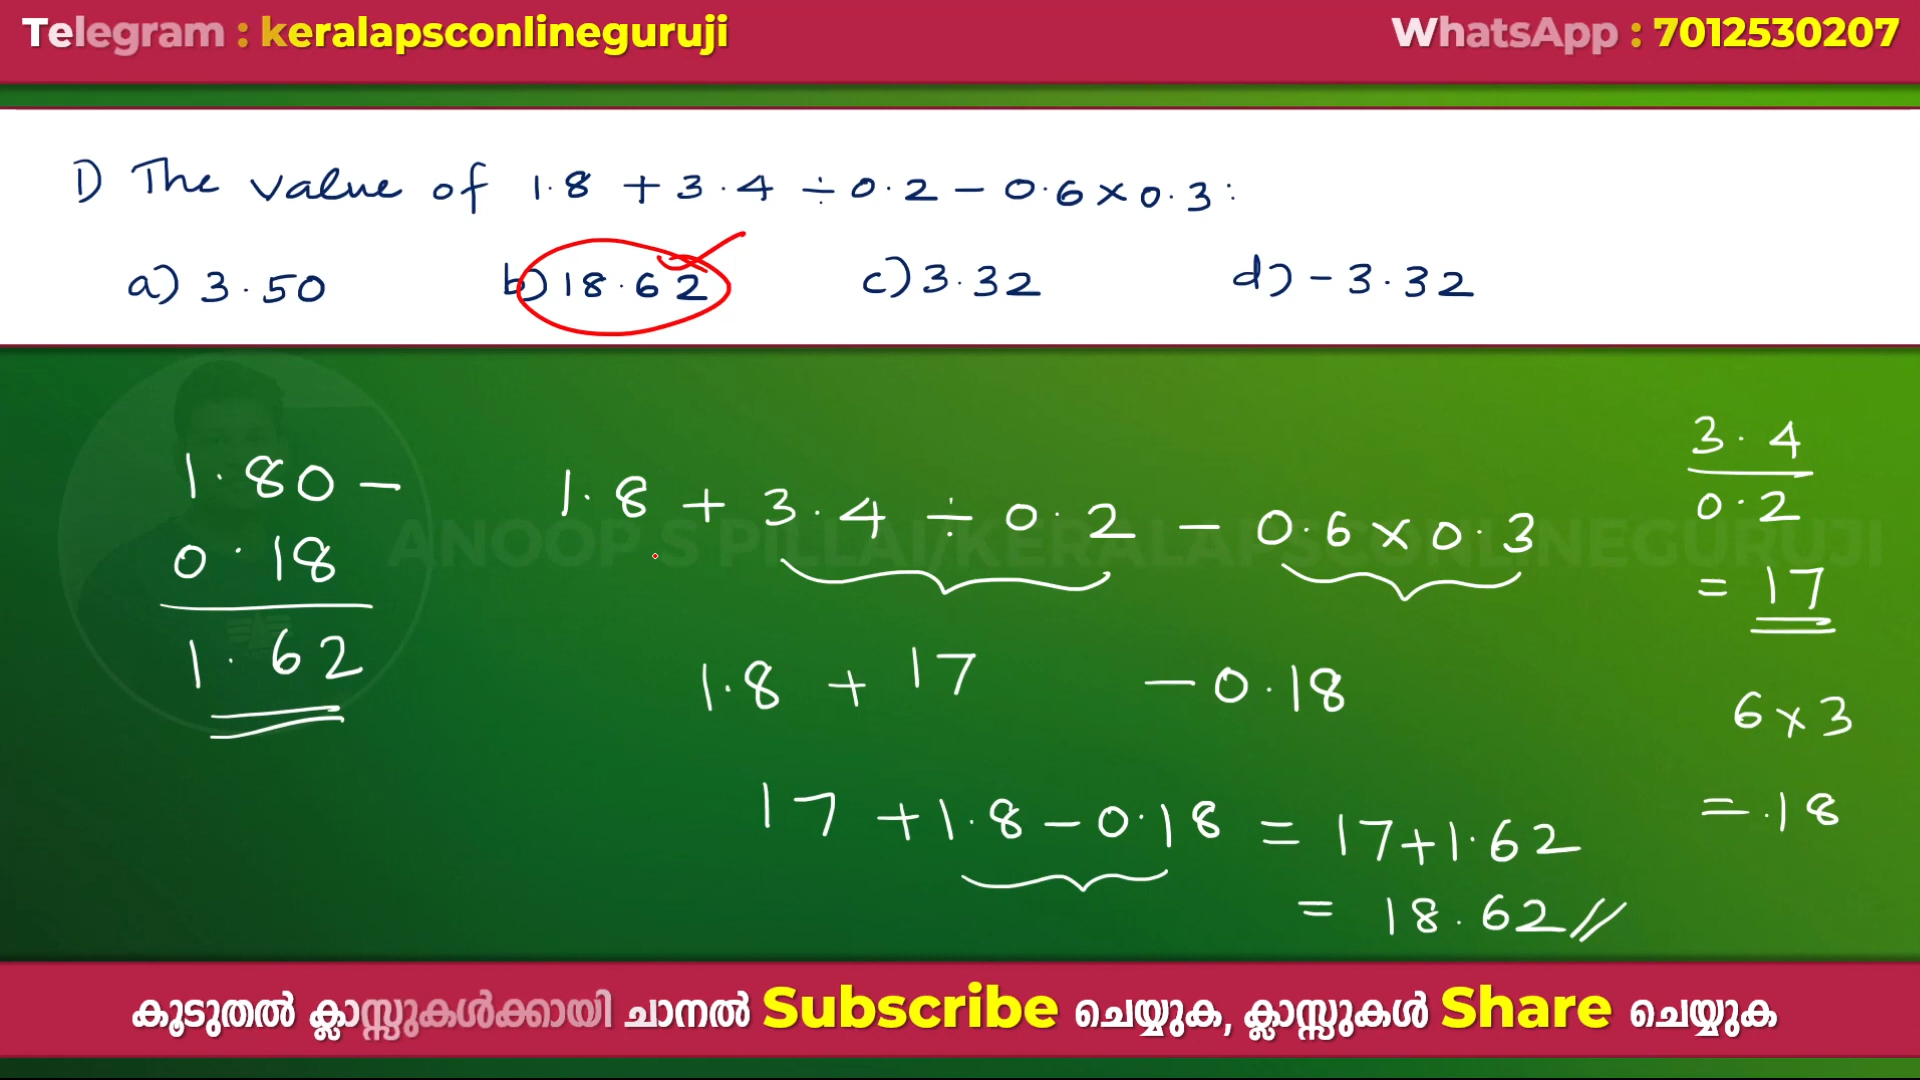 Telegram : keralapsconlineguruji
WhatsApp : 7012530207
1) The value of 1.8 + 3.4 ÷ 0.2 - 0.6 × 0.3 :
a) 3.50 b) 18.62 c) 3.32 d) - 3.32
1.80 -
0.18
1.62
1.8 + 3.4 ÷ 0.2 - 0.6 × 0.3
ANOOP S PILLAI/KERALAPSCONLINEGURUJI
1.8 + 17 - 0.18
17 + 1.8 - 0.18 = 17 + 1.62
= 18.62 //
3.4
0.2
= 17
6 × 3
= .18
കൂടുതൽ ക്ലാസ്സുകൾക്കായി ചാനൽ Subscribe ചെയ്യുക, ക്ലാസ്സുകൾ Share ചെയ്യുക